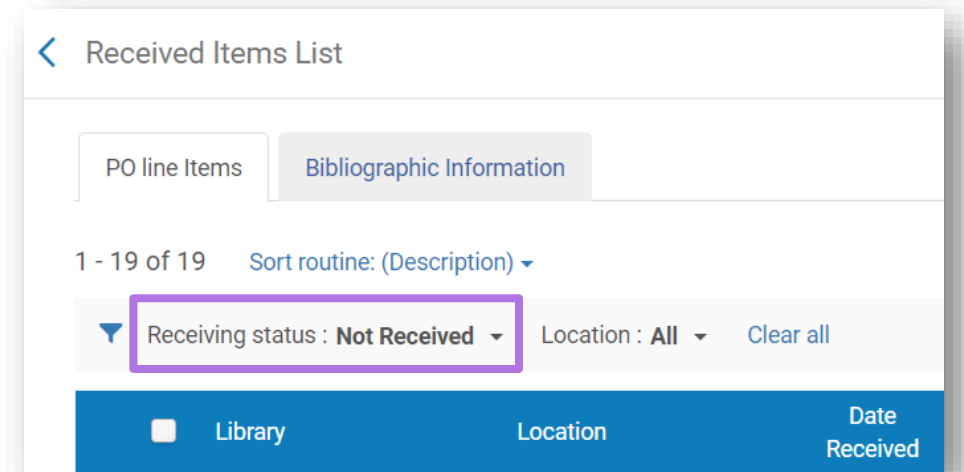 Received Items List
PO line Items Bibliographic Information
1 - 19 of 19 Sort routine: (Description)
Receiving status : Not Received Location : All Clear all
Library Location Date Received